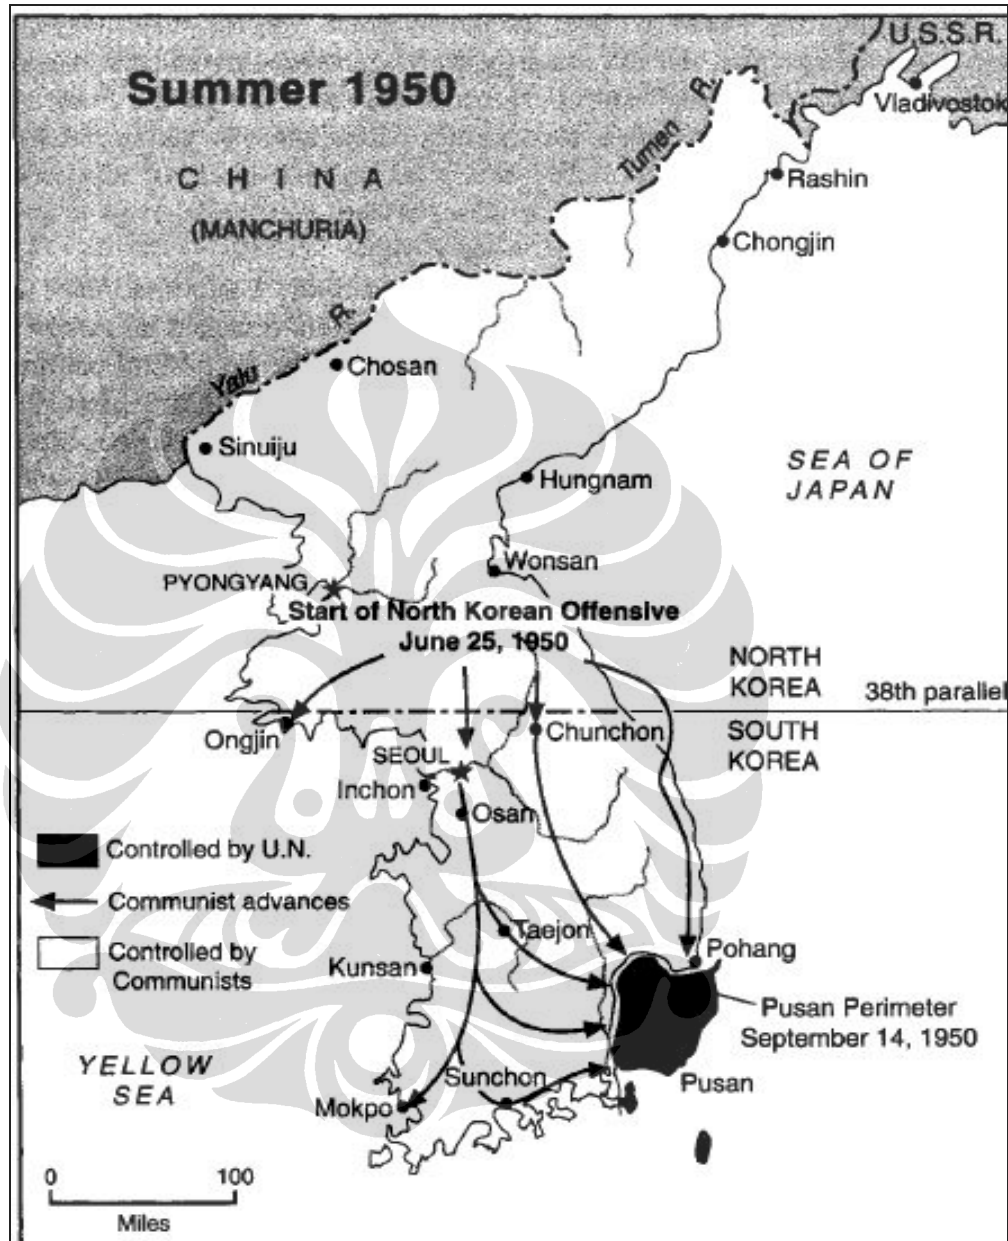 U.S.S.R.
Summer 1950
Vladivostok
Tumen R.
CHINA
(MANCHURIA)
Rashin
Chongjin
Yalu R.
Chosan
Sinuiju
SEA OF
JAPAN
Hungnam
Wonsan
PYONGYANG
Start of North Korean Offensive
June 25, 1950
NORTH
KOREA
38th parallel
SOUTH
KOREA
Ongjin
Chunchon
SEOUL
Inchon
Osan
Controlled by U.N.
Communist advances
Controlled by
Communists
Taejon
Kunsan
Pohang
Pusan Perimeter
September 14, 1950
YELLOW
SEA
Sunchon
Pusan
Mokpo
0 100
Miles